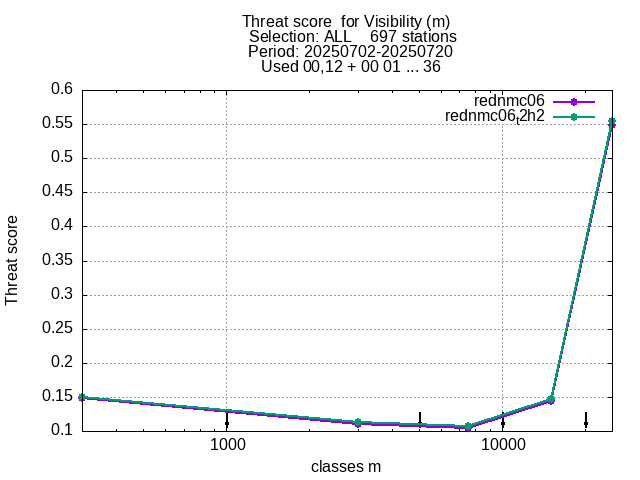 Threat score  for Visibility (m)
Selection: ALL    697 stations
Period: 20250702-20250720
Used 00,12 + 00 01 ... 36
rednmc06
rednmc06,2h2
0.6
0.55
0.5
0.45
0.4
0.35
0.3
0.25
0.2
0.15
0.1
Threat score
1000
10000
classes m